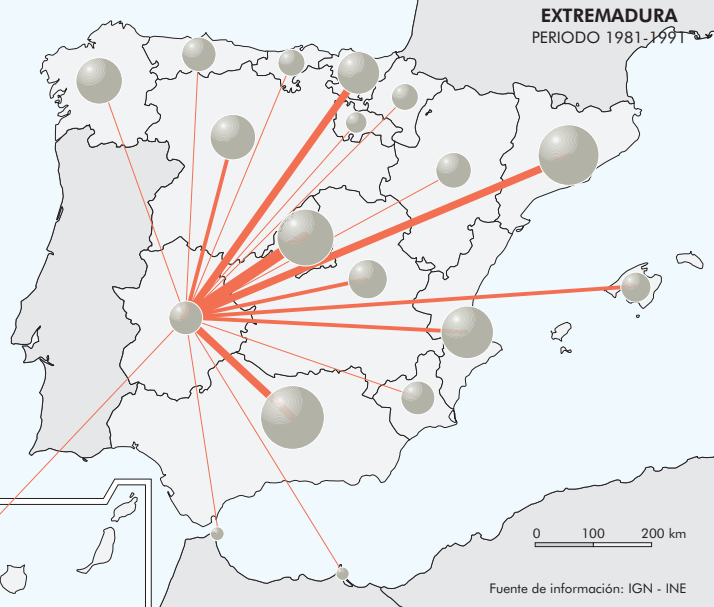 EXTREMADURA
PERIODO 1981-1991
0 100 200 km
Fuente de información: IGN - INE